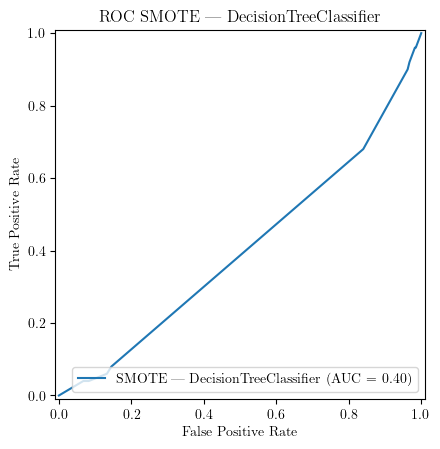 ROC SMOTE — DecisionTreeClassifier
1.0
0.8
0.6
0.4
0.2
0.0
True Positive Rate
SMOTE — DecisionTreeClassifier (AUC = 0.40)
0.0 0.2 0.4 0.6 0.8 1.0
False Positive Rate